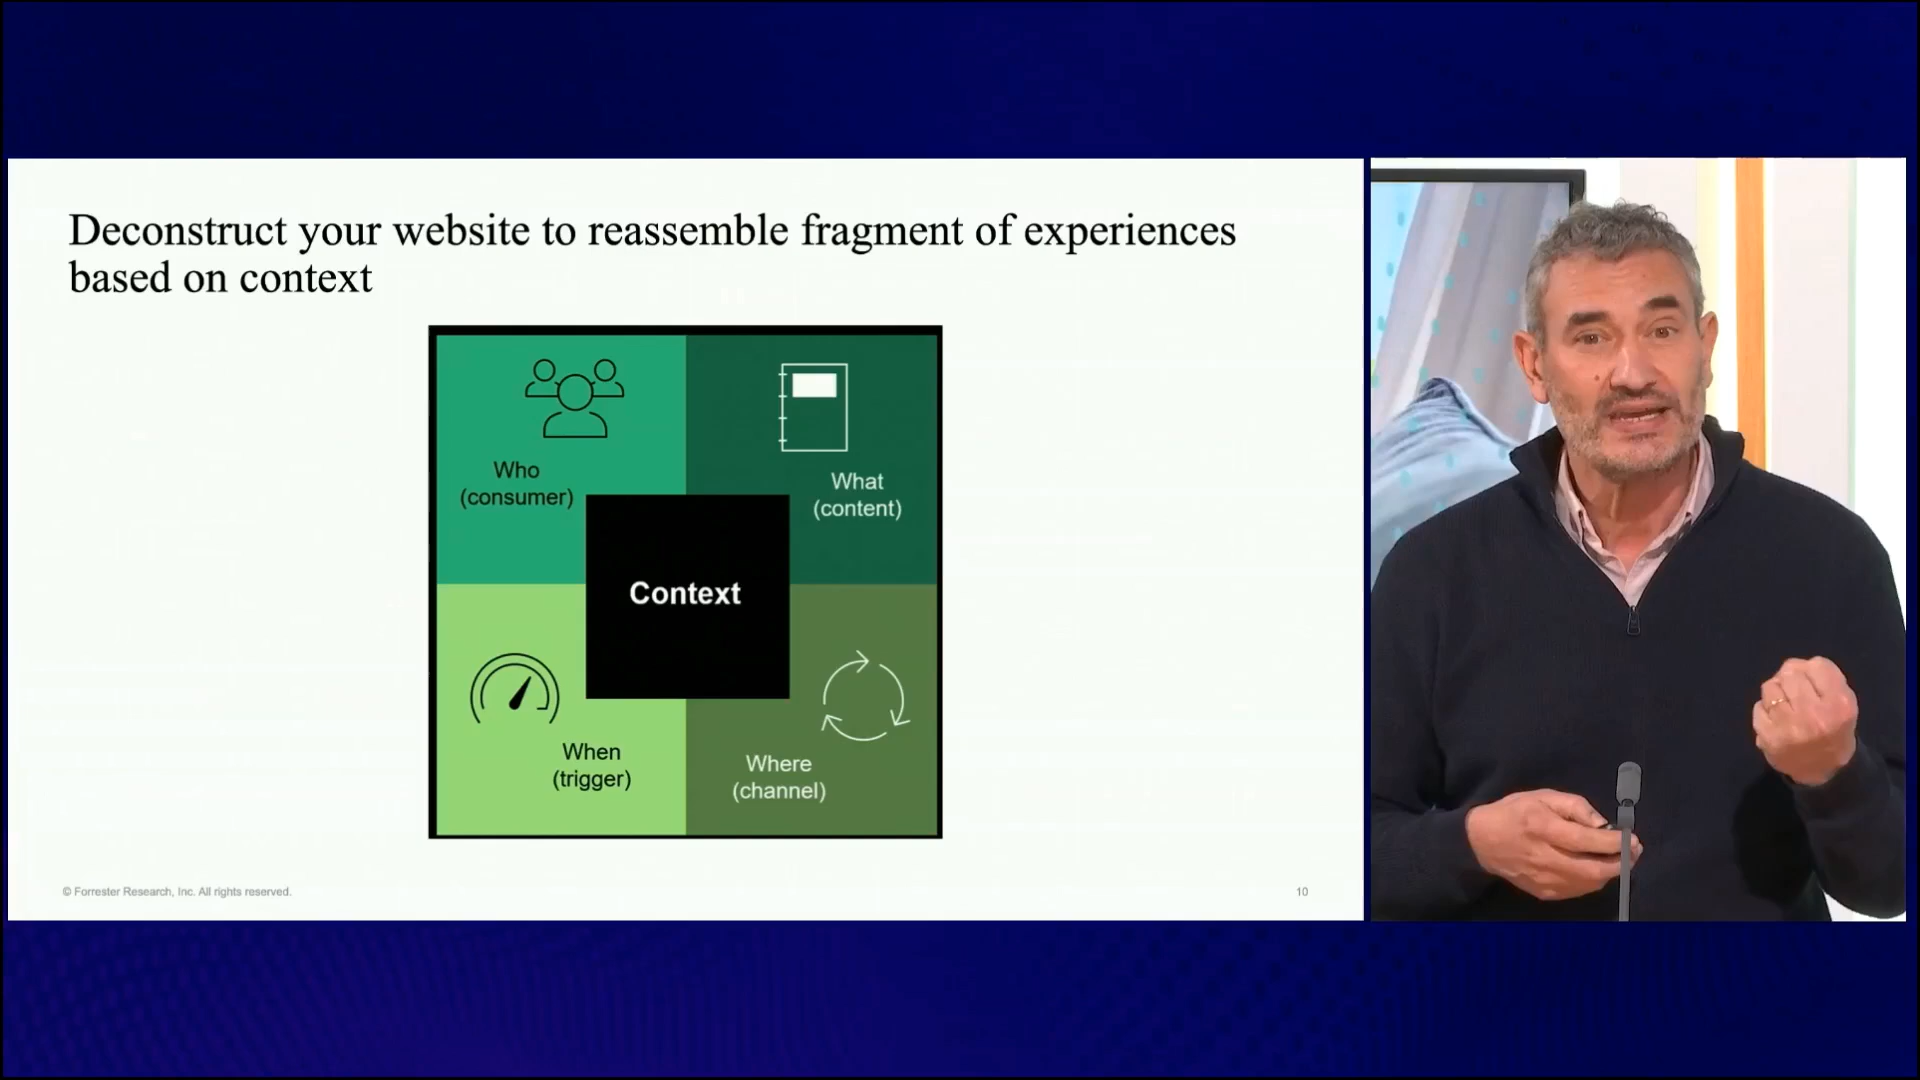 Deconstruct your website to reassemble fragment of experiences
based on context
Who
(consumer)
What
(content)
Context
When
(trigger)
Where
(channel)
© Forrester Research, Inc. All rights reserved.
10